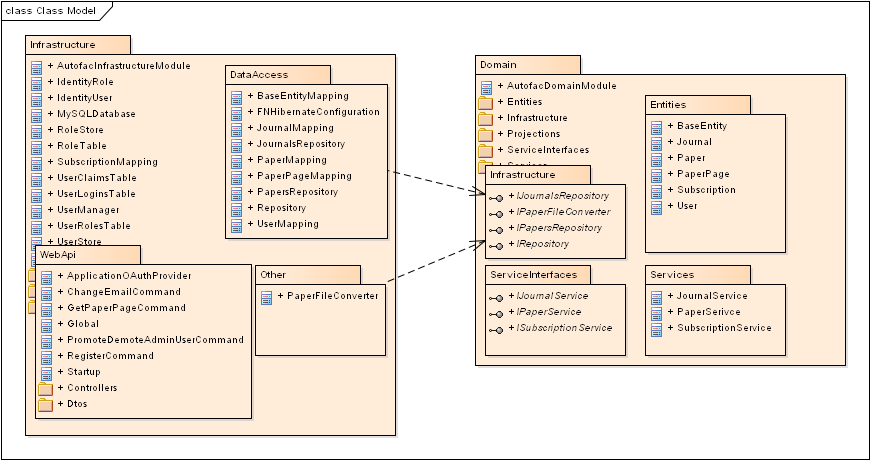 class Class Model
Infrastructure
+ AutofacInfrastructureModule
+ IdentityRole
+ IdentityUser
+ MySQLDatabase
+ RoleStore
+ RoleTable
+ SubscriptionMapping
+ UserClaimsTable
+ UserLoginsTable
+ UserManager
+ UserRolesTable
+ UserStore
DataAccess
+ BaseEntityMapping
+ FNHibernateConfiguration
+ JournalMapping
+ JournalsRepository
+ PaperMapping
+ PaperPageMapping
+ PapersRepository
+ Repository
+ UserMapping
WebApi
+ ApplicationOAuthProvider
+ ChangeEmailCommand
+ GetPaperPageCommand
+ Global
+ PromoteDemoteAdminUserCommand
+ RegisterCommand
+ Startup
+ Controllers
+ Dtos
Other
+ PaperFileConverter
Domain
+ AutofacDomainModule
+ Entities
+ Infrastructure
+ Projections
+ ServiceInterfaces
+ Services
Infrastructure
+ IJournalsRepository
+ IPaperFileConverter
+ IPapersRepository
+ IRepository
Entities
+ BaseEntity
+ Journal
+ Paper
+ PaperPage
+ Subscription
+ User
ServiceInterfaces
+ IJournalService
+ IPaperService
+ ISubscriptionService
Services
+ JournalService
+ PaperSerivce
+ SubscriptionService